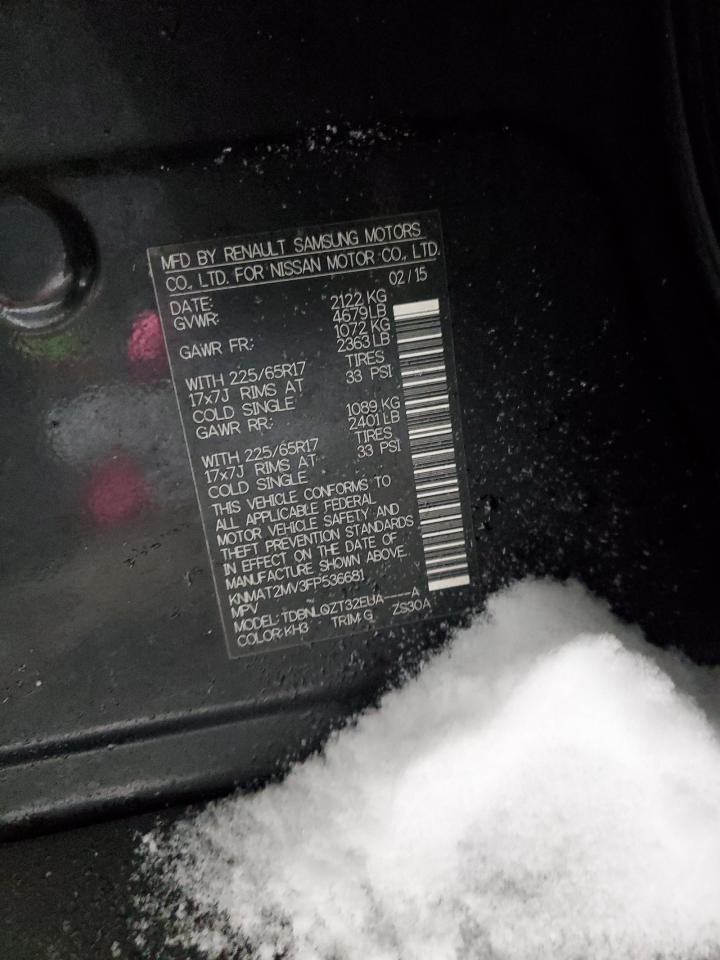 MFD BY RENAULT SAMSUNG MOTORS
CO., LTD. FOR NISSAN MOTOR CO., LTD.
DATE: 02/15
GVWR: 2122 KG
4679 LB
GAWR FR: 1072 KG
2363 LB
WITH 225/65R17 TIRES
17x7J RIMS AT 33 PSI
COLD SINGLE
GAWR RR: 1089 KG
2401 LB
WITH 225/65R17 TIRES
17x7J RIMS AT 33 PSI
COLD SINGLE
THIS VEHICLE CONFORMS TO
ALL APPLICABLE FEDERAL
MOTOR VEHICLE SAFETY AND
THEFT PREVENTION STANDARDS
IN EFFECT ON THE DATE OF
MANUFACTURE SHOWN ABOVE.
KNMAT2MV3FP536681
MPV
MODEL: TDBNLQZT32EUA----A
COLOR: KH3 TRIM: G ZS30A